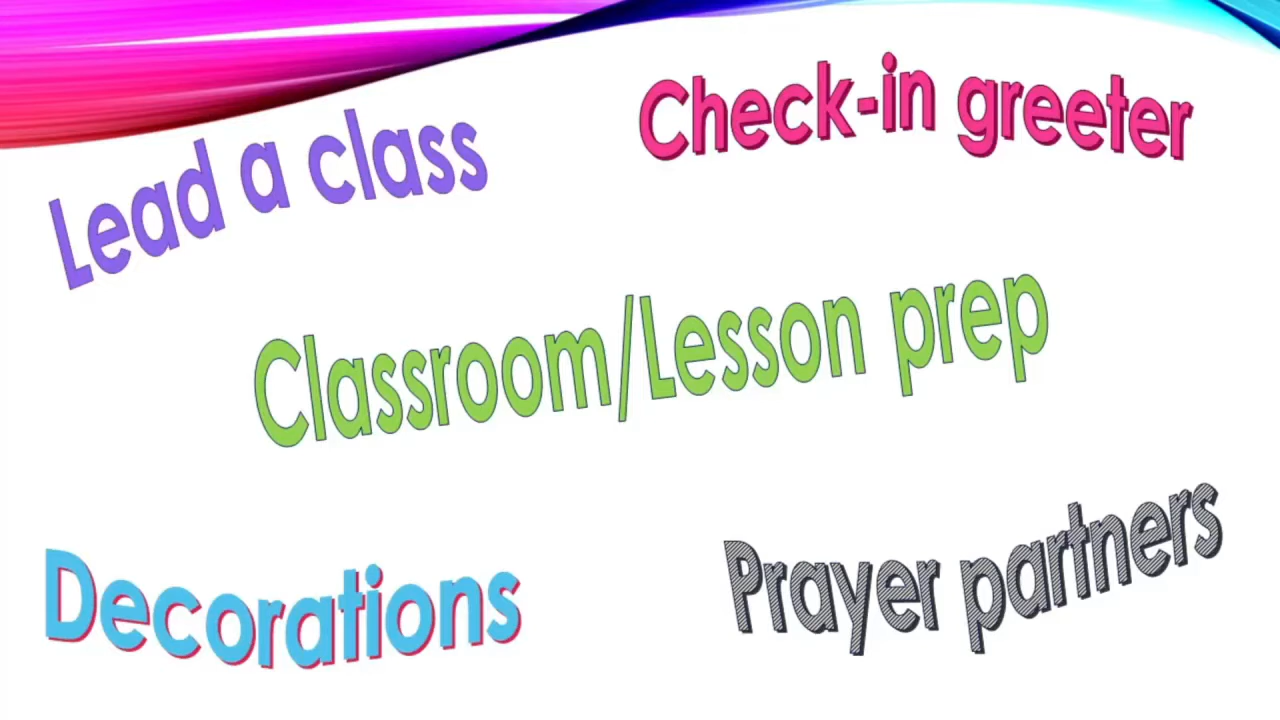 Lead a class
Check-in greeter
Classroom/Lesson prep
Decorations
Prayer partners